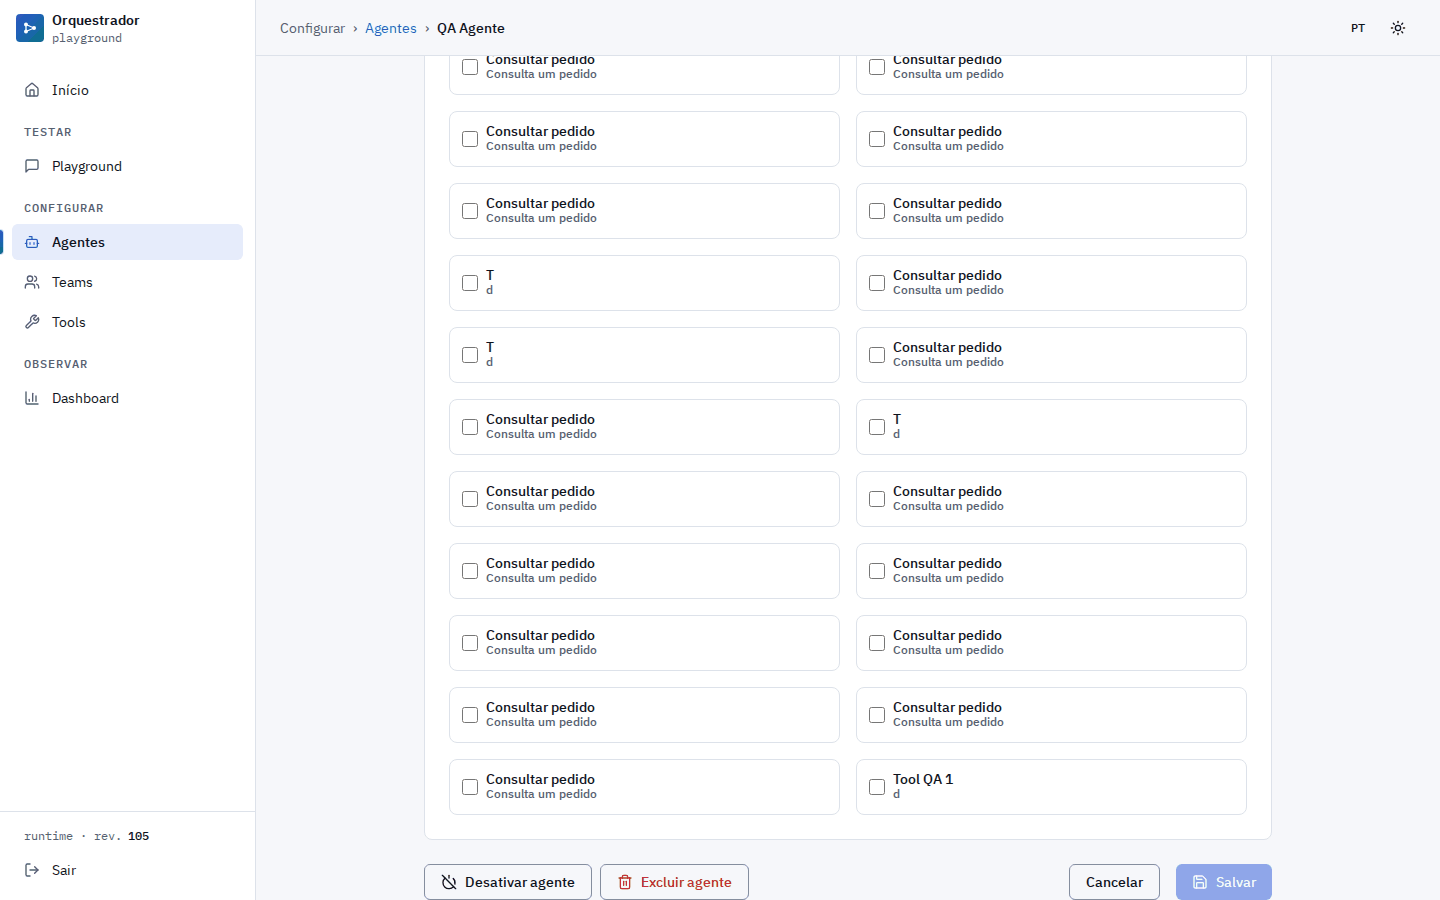 Orquestrador
playground
Início
TESTAR
Playground
CONFIGURAR
Agentes
Teams
Tools
OBSERVAR
Dashboard
runtime · rev. 105
Sair
Configurar › Agentes › QA Agente
PT
Consultar pedido
Consulta um pedido
Consultar pedido
Consulta um pedido
Consultar pedido
Consulta um pedido
Consultar pedido
Consulta um pedido
Consultar pedido
Consulta um pedido
Consultar pedido
Consulta um pedido
T
d
Consultar pedido
Consulta um pedido
T
d
Consultar pedido
Consulta um pedido
Consultar pedido
Consulta um pedido
T
d
Consultar pedido
Consulta um pedido
Consultar pedido
Consulta um pedido
Consultar pedido
Consulta um pedido
Consultar pedido
Consulta um pedido
Consultar pedido
Consulta um pedido
Consultar pedido
Consulta um pedido
Consultar pedido
Consulta um pedido
Consultar pedido
Consulta um pedido
Consultar pedido
Consulta um pedido
Tool QA 1
d
Desativar agente
Excluir agente
Cancelar
Salvar